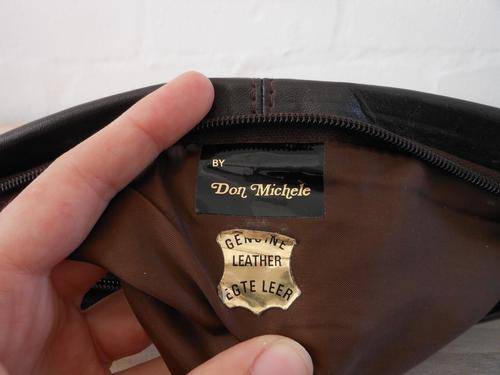 BY
Don Michele
GENUINE
LEATHER
EGTE LEER